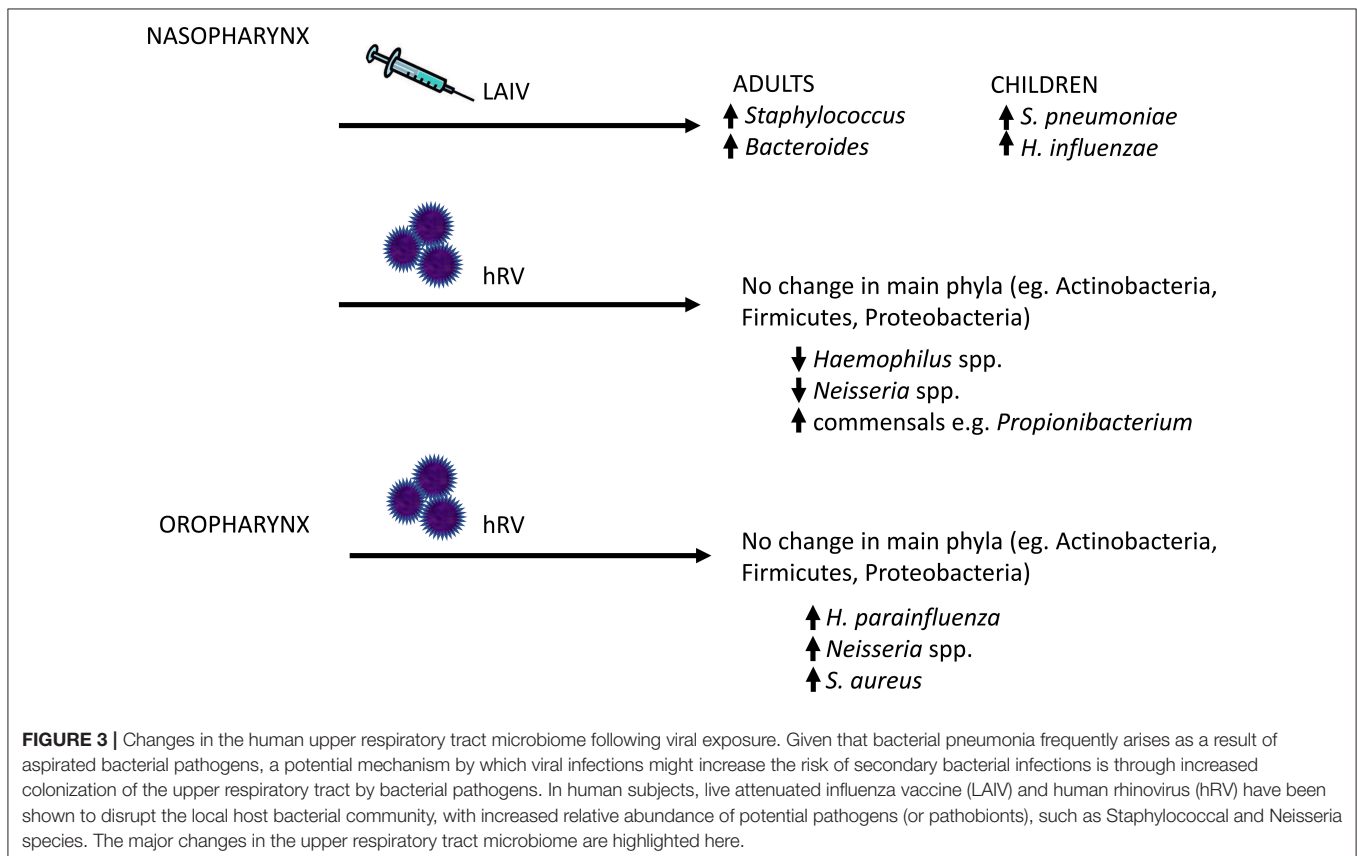 NASOPHARYNX
LAIV
ADULTS
↑ Staphylococcus
↑ Bacteroides
CHILDREN
↑ S. pneumoniae
↑ H. influenzae
hRV
No change in main phyla (eg. Actinobacteria,
Firmicutes, Proteobacteria)
↓ Haemophilus spp.
↓ Neisseria spp.
↑ commensals e.g. Propionibacterium
OROPHARYNX
hRV
No change in main phyla (eg. Actinobacteria,
Firmicutes, Proteobacteria)
↑ H. parainfluenza
↑ Neisseria spp.
↑ S. aureus
FIGURE 3 | Changes in the human upper respiratory tract microbiome following viral exposure. Given that bacterial pneumonia frequently arises as a result of
aspirated bacterial pathogens, a potential mechanism by which viral infections might increase the risk of secondary bacterial infections is through increased
colonization of the upper respiratory tract by bacterial pathogens. In human subjects, live attenuated influenza vaccine (LAIV) and human rhinovirus (hRV) have been
shown to disrupt the local host bacterial community, with increased relative abundance of potential pathogens (or pathobionts), such as Staphylococcal and Neisseria
species. The major changes in the upper respiratory tract microbiome are highlighted here.